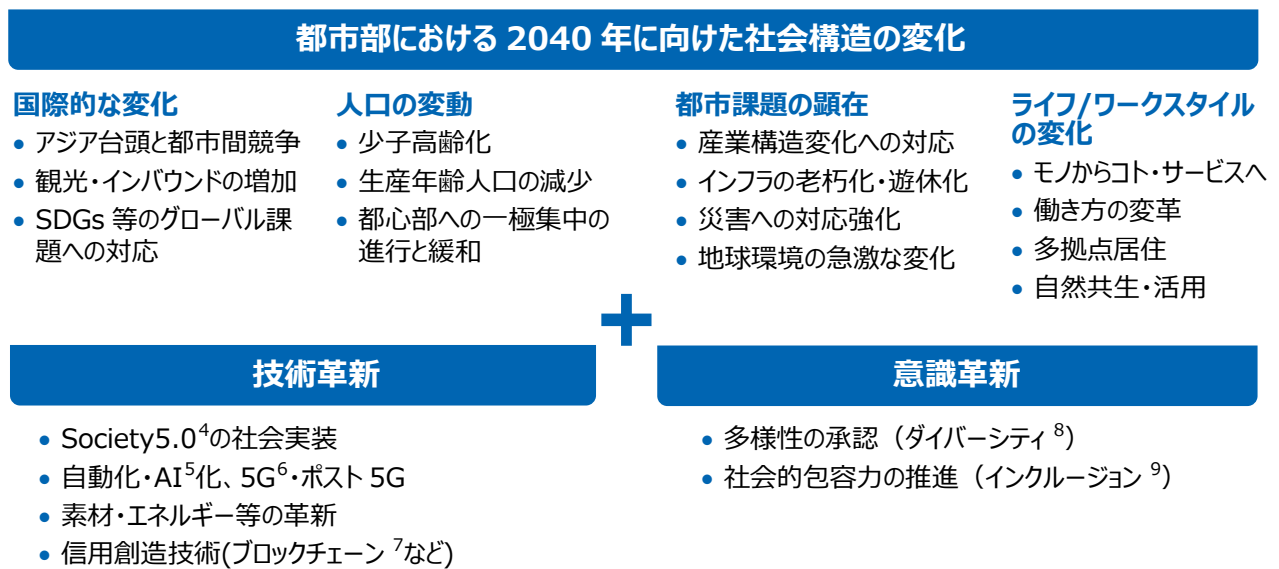 都市部における 2040 年に向けた社会構造の変化
国際的な変化
• アジア台頭と都市間競争
• 観光・インバウンドの増加
• SDGs 等のグローバル課
題への対応
人口の変動
• 少子高齢化
• 生産年齢人口の減少
• 都心部への一極集中の
進行と緩和
都市課題の顕在
• 産業構造変化への対応
• インフラの老朽化・遊休化
• 災害への対応強化
• 地球環境の急激な変化
ライフ/ワークスタイル
の変化
• モノからコト・サービスへ
• 働き方の変革
• 多拠点居住
• 自然共生・活用
+
技術革新
• Society5.0⁴の社会実装
• 自動化・AI⁵化、5G⁶・ポスト 5G
• 素材・エネルギー等の革新
• 信用創造技術(ブロックチェーン ⁷など)
意識革新
• 多様性の承認（ダイバーシティ ⁸）
• 社会的包容力の推進（インクルージョン ⁹）